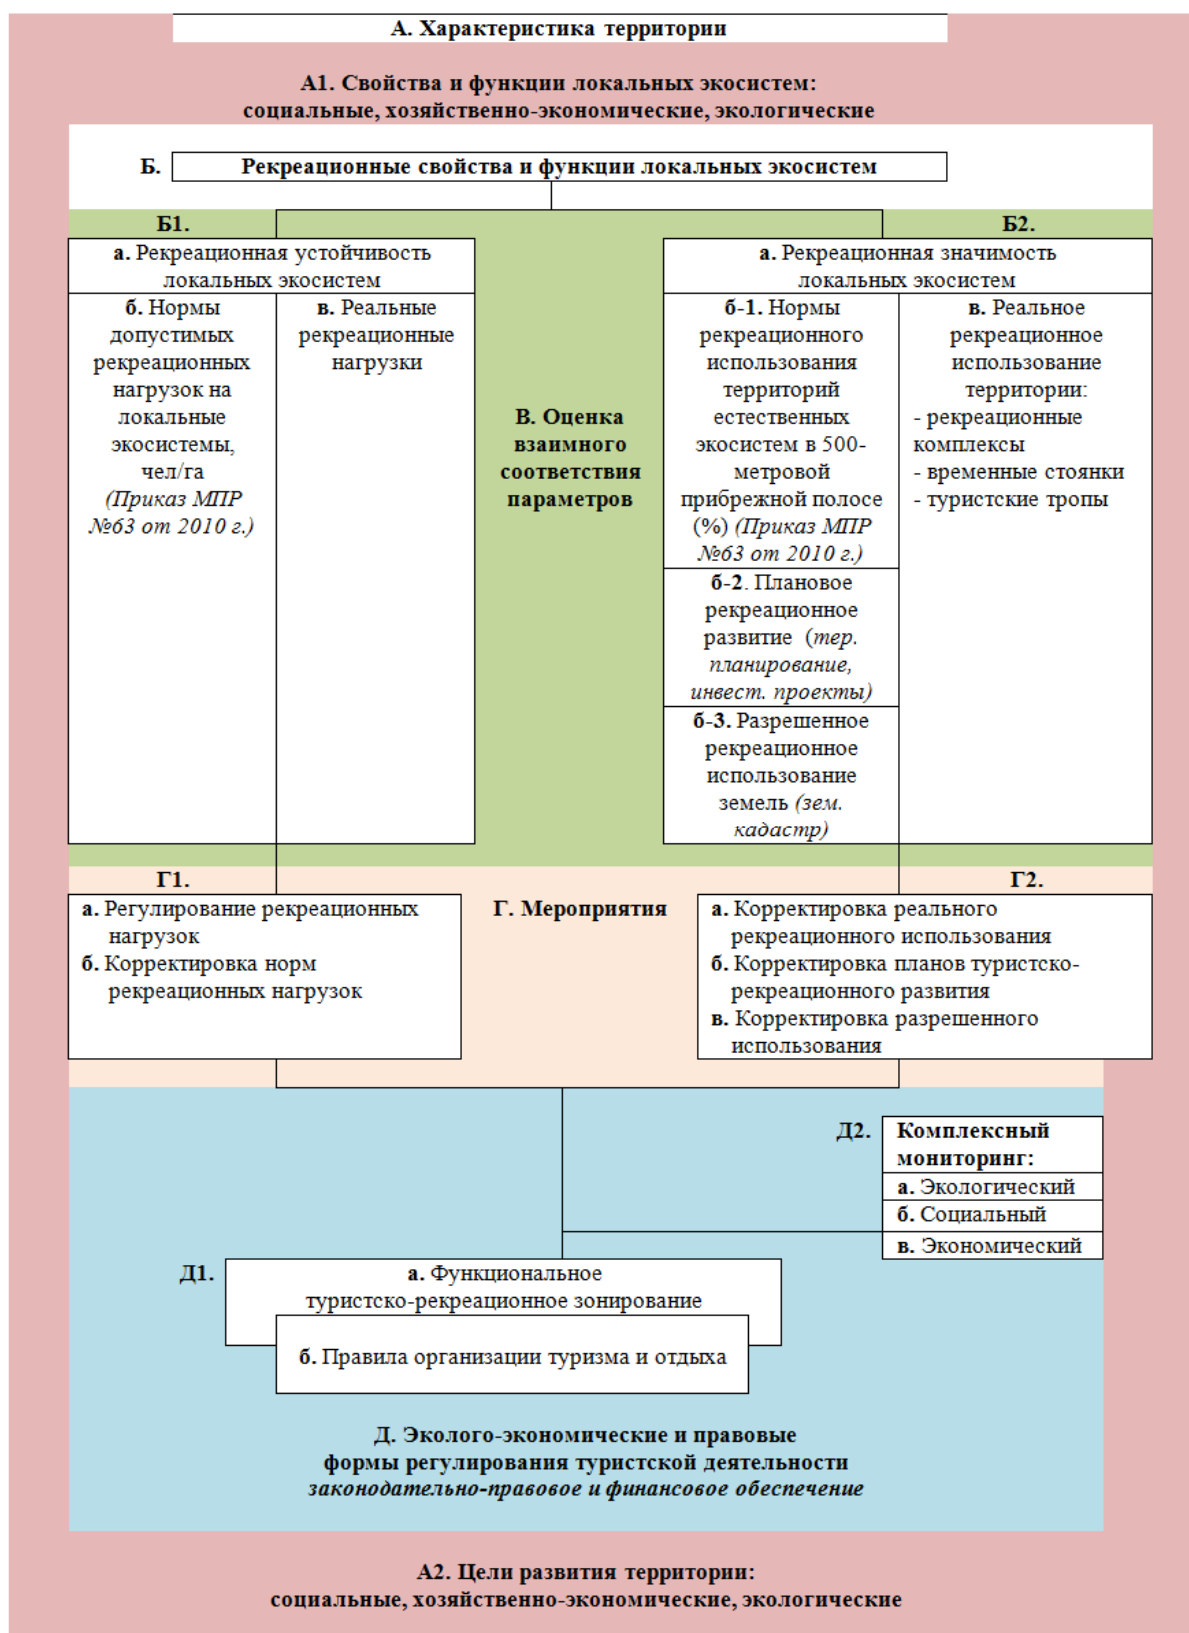 А. Характеристика территории
А1. Свойства и функции локальных экосистем:
социальные, хозяйственно-экономические, экологические
Б. Рекреационные свойства и функции локальных экосистем
Б1.
а. Рекреационная устойчивость
локальных экосистем
б. Нормы
допустимых
рекреационных
нагрузок на
локальные
экосистемы,
чел/га
(Приказ МПР
№63 от 2010 г.)
в. Реальные
рекреационные
нагрузки
В. Оценка
взаимного
соответствия
параметров
Б2.
а. Рекреационная значимость
локальных экосистем
б-1. Нормы
рекреационного
использования
территорий
естественных
экосистем в 500-
метровой
прибрежной полосе
(%) (Приказ МПР
№63 от 2010 г.)
б-2. Плановое
рекреационное
развитие (тер.
планирование,
инвест. проекты)
б-3. Разрешенное
рекреационное
использование
земель (зем.
кадастр)
в. Реальное
рекреационное
использование
территории:
- рекреационные
комплексы
- временные стоянки
- туристские тропы
Г1.
а. Регулирование рекреационных
нагрузок
б. Корректировка норм
рекреационных нагрузок
Г. Мероприятия
Г2.
а. Корректировка реального
рекреационного использования
б. Корректировка планов туристско-
рекреационного развития
в. Корректировка разрешенного
использования
Д2.
Комплексный
мониторинг:
а. Экологический
б. Социальный
в. Экономический
Д1.
а. Функциональное
туристско-рекреационное зонирование
б. Правила организации туризма и отдыха
Д. Эколого-экономические и правовые
формы регулирования туристской деятельности
законодательно-правовое и финансовое обеспечение
А2. Цели развития территории:
социальные, хозяйственно-экономические, экологические